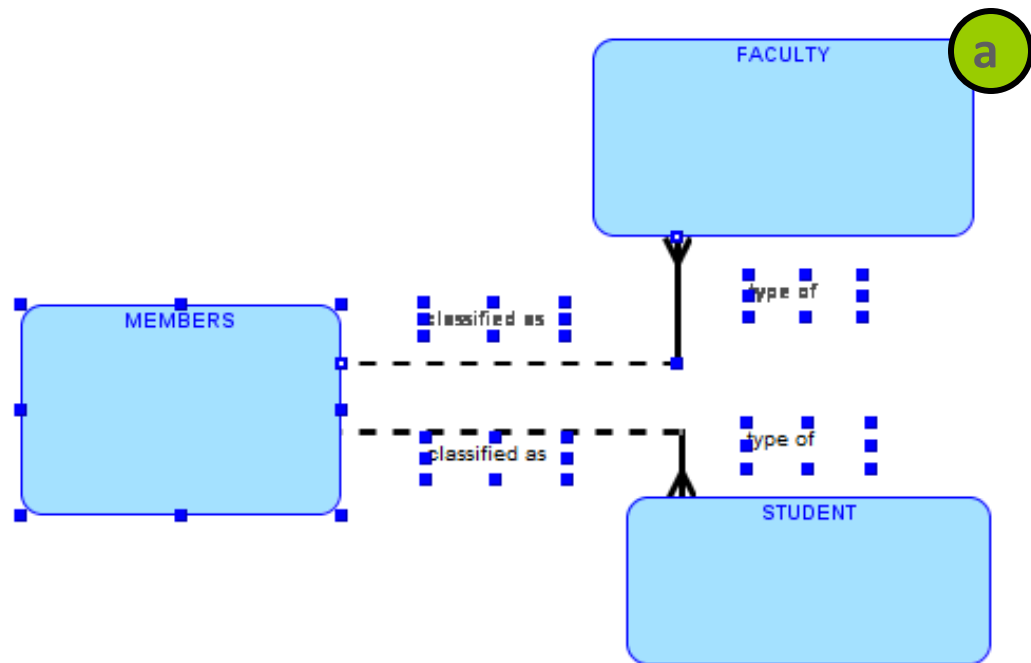 a
FACULTY
type of
classified as
MEMBERS
classified as
type of
STUDENT